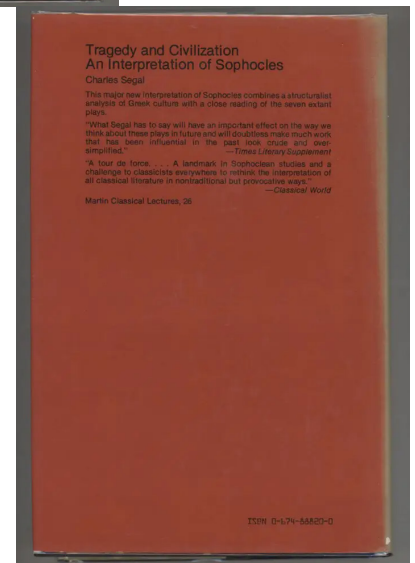 Tragedy and Civilization
An Interpretation of Sophocles
Charles Segal
This major new interpretation of Sophocles combines a structuralist
analysis of Greek culture with a close reading of the seven extant
plays.
"What Segal has to say will have an important effect on the way we
think about these plays in future and will doubtless make much work
that has been influential in the past look crude and over-
simplified." —Times Literary Supplement
"A tour de force. . . . A landmark in Sophoclean studies and a
challenge to classicists everywhere to rethink the interpretation of
all classical literature in nontraditional but provocative ways."
—Classical World
Martin Classical Lectures, 26
ISBN 0-674-88820-0